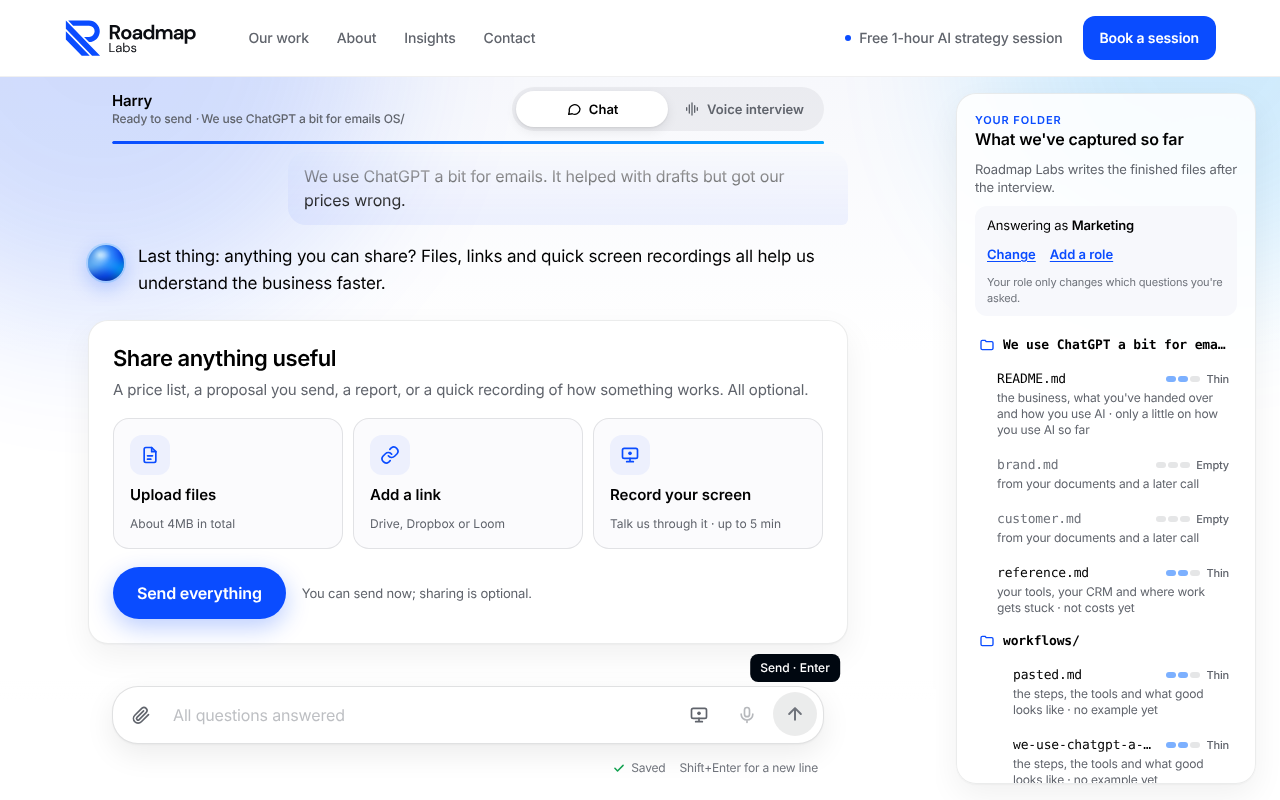 Roadmap
Labs
Our work
About
Insights
Contact
Free 1-hour AI strategy session
Book a session
Harry
Ready to send · We use ChatGPT a bit for emails OS/
Chat
Voice interview
We use ChatGPT a bit for emails. It helped with drafts but got our
prices wrong.
Last thing: anything you can share? Files, links and quick screen recordings all help us
understand the business faster.
Share anything useful
A price list, a proposal you send, a report, or a quick recording of how something works. All optional.
Upload files
About 4MB in total
Add a link
Drive, Dropbox or Loom
Record your screen
Talk us through it · up to 5 min
Send everything
You can send now; sharing is optional.
Send · Enter
All questions answered
Saved
Shift+Enter for a new line
YOUR FOLDER
What we've captured so far
Roadmap Labs writes the finished files after
the interview.
Answering as Marketing
Change
Add a role
Your role only changes which questions you're
asked.
We use ChatGPT a bit for ema…
README.md
Thin
the business, what you've handed over
and how you use AI · only a little on how
you use AI so far
brand.md
Empty
from your documents and a later call
customer.md
Empty
from your documents and a later call
reference.md
Thin
your tools, your CRM and where work
gets stuck · not costs yet
workflows/
pasted.md
Thin
the steps, the tools and what good
looks like · no example yet
we-use-chatgpt-a-…
Thin
the steps, the tools and what good
looks like · no example yet